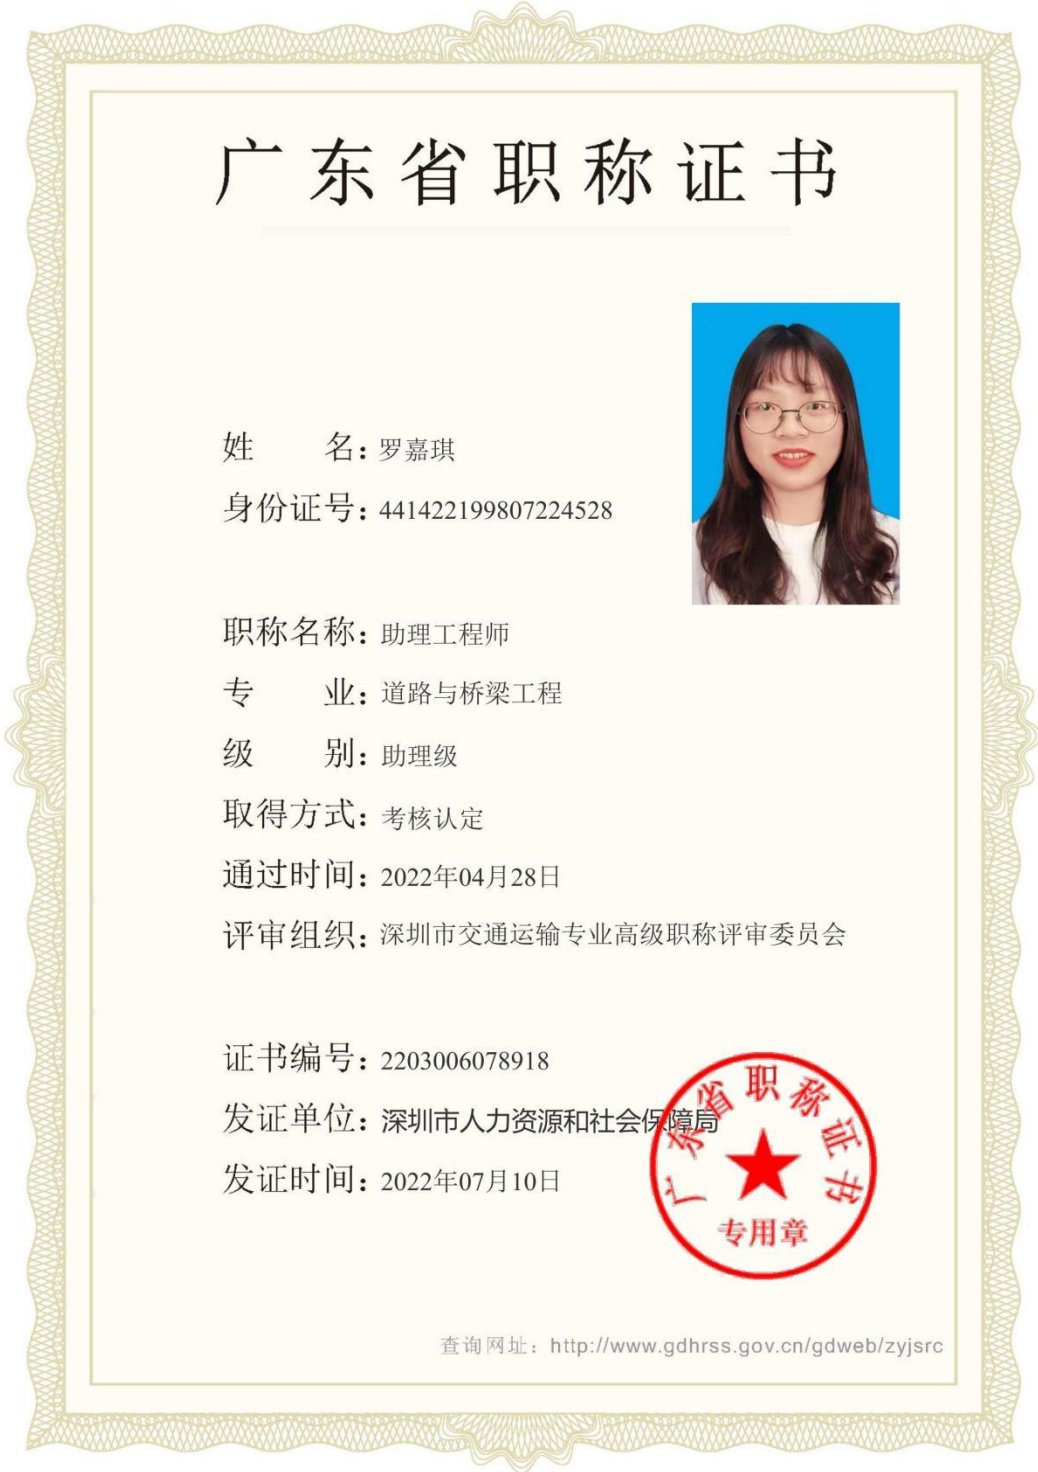 广东省职称证书
姓名：罗嘉琪
身份证号：441422199807224528
职称名称：助理工程师
专业：道路与桥梁工程
级别：助理级
取得方式：考核认定
通过时间：2022年04月28日
评审组织：深圳市交通运输专业高级职称评审委员会
证书编号：2203006078918
发证单位：深圳市人力资源和社会保障局
发证时间：2022年07月10日
广东省职称证书
专用章
查询网址：http://www.gdhrss.gov.cn/gdweb/zyjsrc